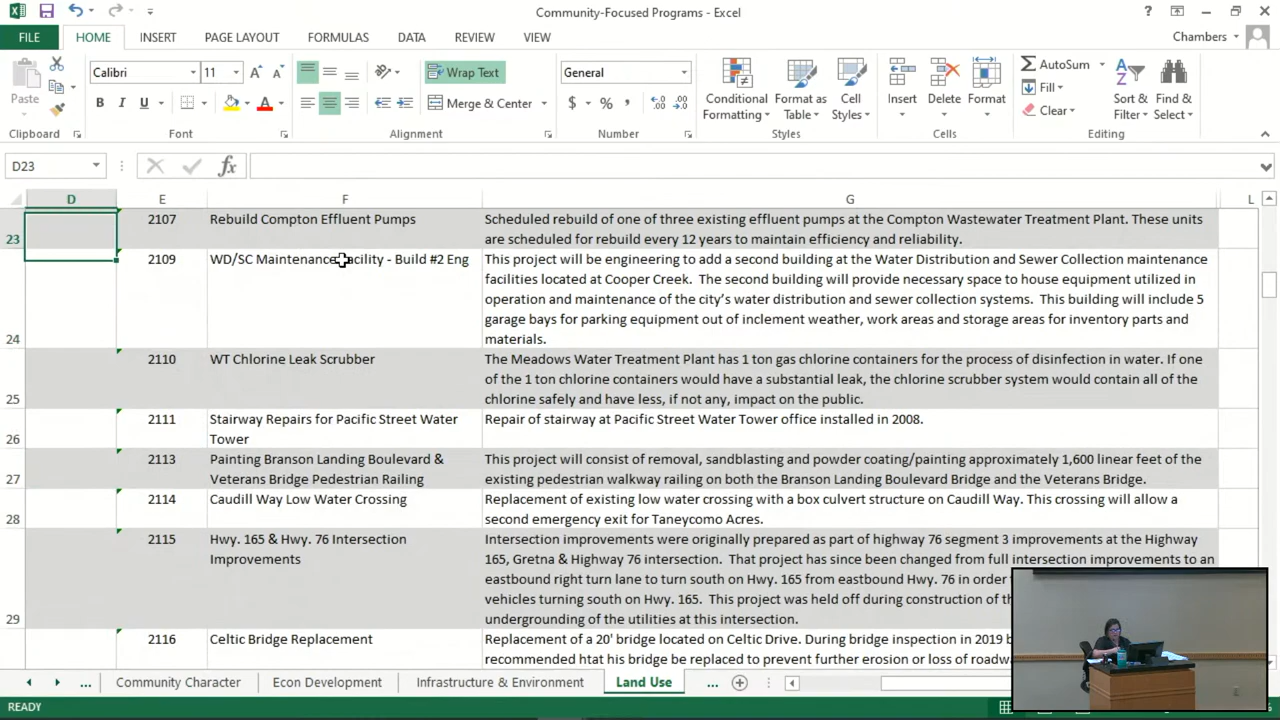 Community-Focused Programs - Excel
FILE HOME INSERT PAGE LAYOUT FORMULAS DATA REVIEW VIEW Chambers
Paste
Calibri 11
B I U
Wrap Text
Merge & Center
General
$ % ,
Conditional Formatting
Format as Table
Cell Styles
Insert Delete Format
AutoSum
Fill
Clear
Sort & Filter
Find & Select
Clipboard Font Alignment Number Styles Cells Editing
D23 fx
D E F G L
23 2107 Rebuild Compton Effluent Pumps
Scheduled rebuild of one of three existing effluent pumps at the Compton Wastewater Treatment Plant. These units
are scheduled for rebuild every 12 years to maintain efficiency and reliability.
24 2109 WD/SC Maintenance Facility - Build #2 Eng
This project will be engineering to add a second building at the Water Distribution and Sewer Collection maintenance
facilities located at Cooper Creek. The second building will provide necessary space to house equipment utilized in
operation and maintenance of the city's water distribution and sewer collection systems. This building will include 5
garage bays for parking equipment out of inclement weather, work areas and storage areas for inventory parts and
materials.
25 2110 WT Chlorine Leak Scrubber
The Meadows Water Treatment Plant has 1 ton gas chlorine containers for the process of disinfection in water. If one
of the 1 ton chlorine containers would have a substantial leak, the chlorine scrubber system would contain all of the
chlorine safely and have less, if not any, impact on the public.
26 2111 Stairway Repairs for Pacific Street Water
Tower
Repair of stairway at Pacific Street Water Tower office installed in 2008.
27 2113 Painting Branson Landing Boulevard &
Veterans Bridge Pedestrian Railing
This project will consist of removal, sandblasting and powder coating/painting approximately 1,600 linear feet of the
existing pedestrian walkway railing on both the Branson Landing Boulevard Bridge and the Veterans Bridge.
28 2114 Caudill Way Low Water Crossing
Replacement of existing low water crossing with a box culvert structure on Caudill Way. This crossing will allow a
second emergency exit for Taneycomo Acres.
29 2115 Hwy. 165 & Hwy. 76 Intersection
Improvements
Intersection improvements were originally prepared as part of highway 76 segment 3 improvements at the Highway
165, Gretna & Highway 76 intersection. That project has since been changed from full intersection improvements to an
eastbound right turn lane to turn south on Hwy. 165 from eastbound Hwy. 76 in order
vehicles turning south on Hwy. 165. This project was held off during construction of th
undergrounding of the utilities at this intersection.
2116 Celtic Bridge Replacement
Replacement of a 20' bridge located on Celtic Drive. During bridge inspection in 2019
recommended htat his bridge be replaced to prevent further erosion or loss of roadw
... Community Character Econ Development Infrastructure & Environment Land Use ...
READY